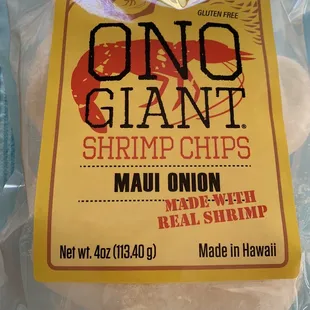 GLUTEN FREE
ONO
GIANT®
SHRIMP CHIPS
MAUI ONION
MADE WITH
REAL SHRIMP
Net wt. 4oz (113.40 g) Made in Hawaii